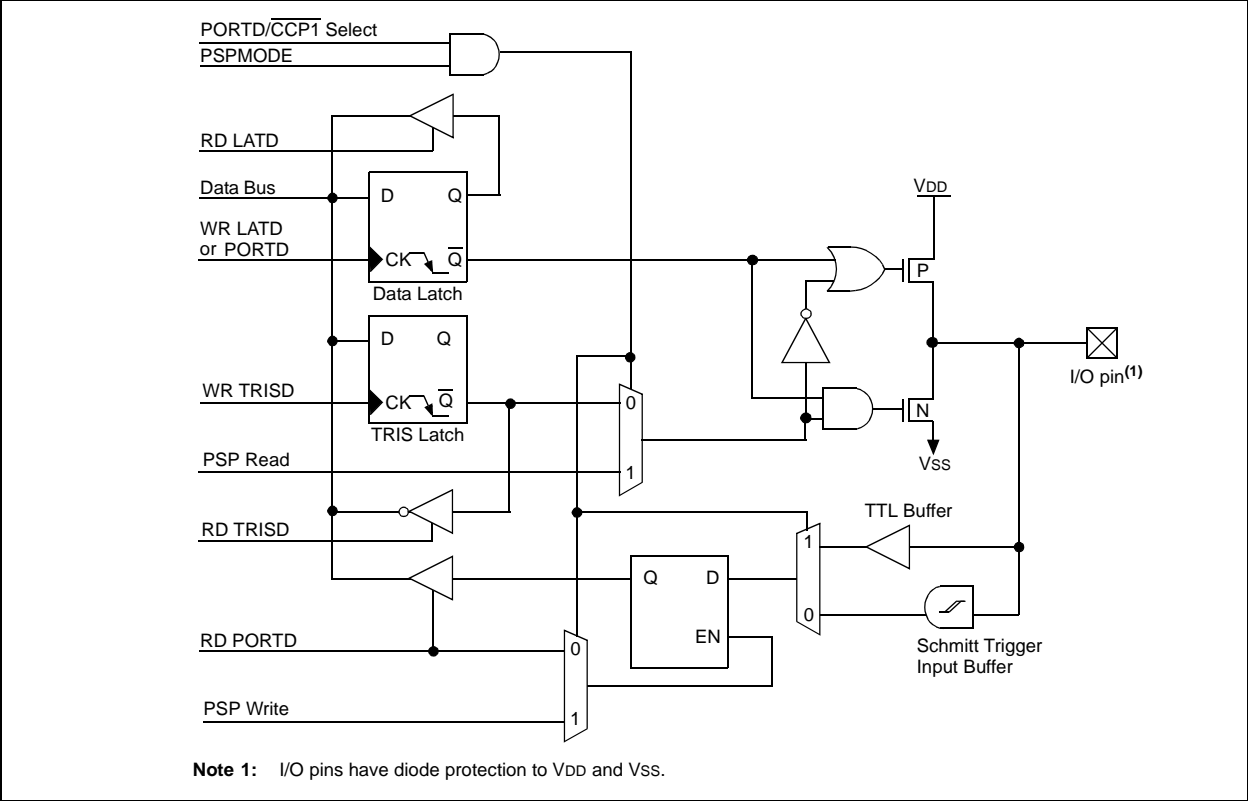 PORTD/CCP1 Select
PSPMODE
RD LATD
Data Bus
D
Q
WR LATD
or PORTD
CK
Q
Data Latch
VDD
P
D
Q
I/O pin(1)
WR TRISD
CK
Q
TRIS Latch
0
N
VSS
PSP Read
1
RD TRISD
TTL Buffer
1
Q
D
0
EN
RD PORTD
0
Schmitt Trigger
Input Buffer
PSP Write
1
Note 1: I/O pins have diode protection to VDD and VSS.